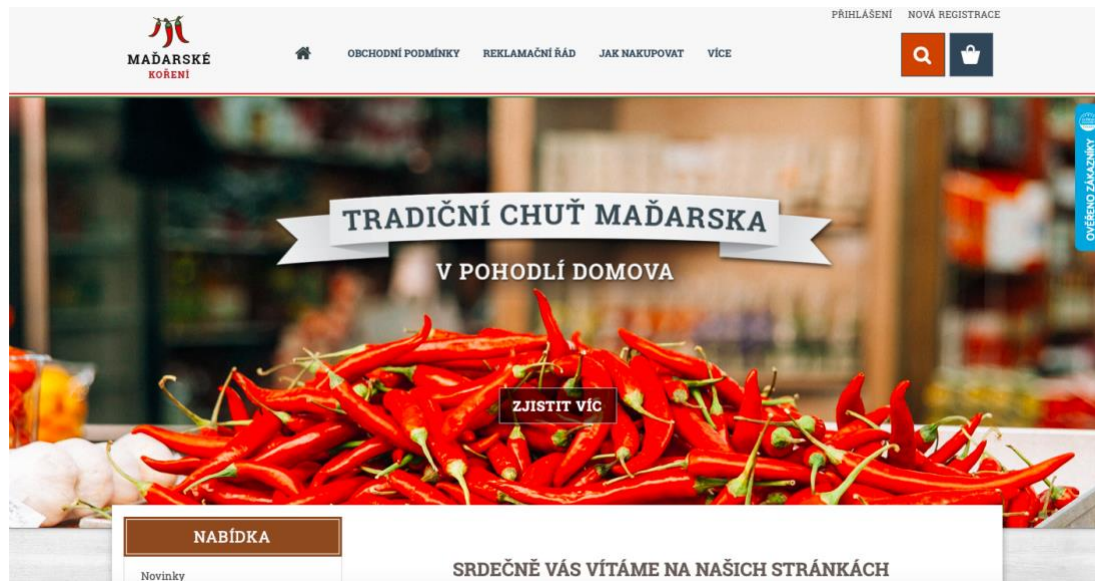 PŘIHLÁŠENÍ NOVÁ REGISTRACE
MAĎARSKÉ
KOŘENÍ
OBCHODNÍ PODMÍNKY REKLAMAČNÍ ŘÁD JAK NAKUPOVAT VÍCE
OVĚŘENO ZÁKAZNÍKY
TRADIČNÍ CHUŤ MAĎARSKA
V POHODLÍ DOMOVA
ZJISTIT VÍC
NABÍDKA
Novinky
SRDEČNĚ VÁS VÍTÁME NA NAŠICH STRÁNKÁCH